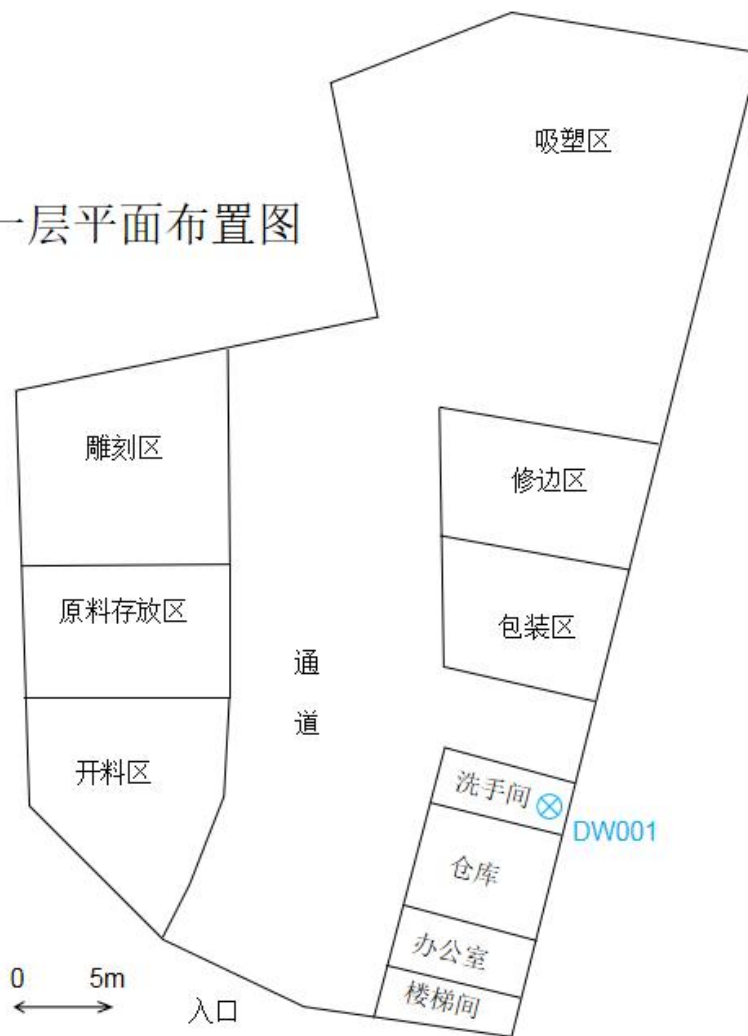 吸塑区
一层平面布置图
雕刻区
修边区
原料存放区
包装区
通
道
开料区
洗手间
DW001
仓库
办公室
0 5m
楼梯间
入口